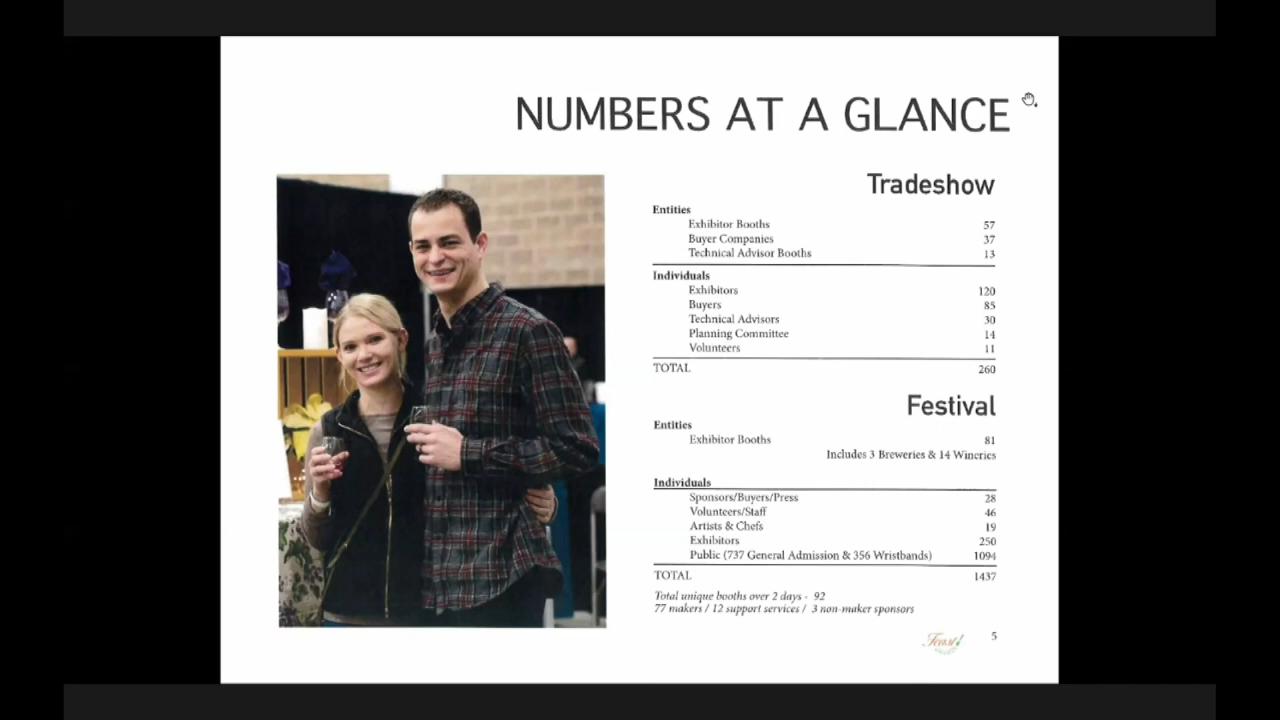 NUMBERS AT A GLANCE
Tradeshow
Entities
Exhibitor Booths 57
Buyer Companies 37
Technical Advisor Booths 13
Individuals
Exhibitors 120
Buyers 85
Technical Advisors 30
Planning Committee 14
Volunteers 11
TOTAL 260
Festival
Entities
Exhibitor Booths 81
Includes 3 Breweries & 14 Wineries
Individuals
Sponsors/Buyers/Press 28
Volunteers/Staff 46
Artists & Chefs 19
Exhibitors 250
Public (737 General Admission & 356 Wristbands) 1094
TOTAL 1437
Total unique booths over 2 days - 92
77 makers / 12 support services / 3 non-maker sponsors
Feast!
5